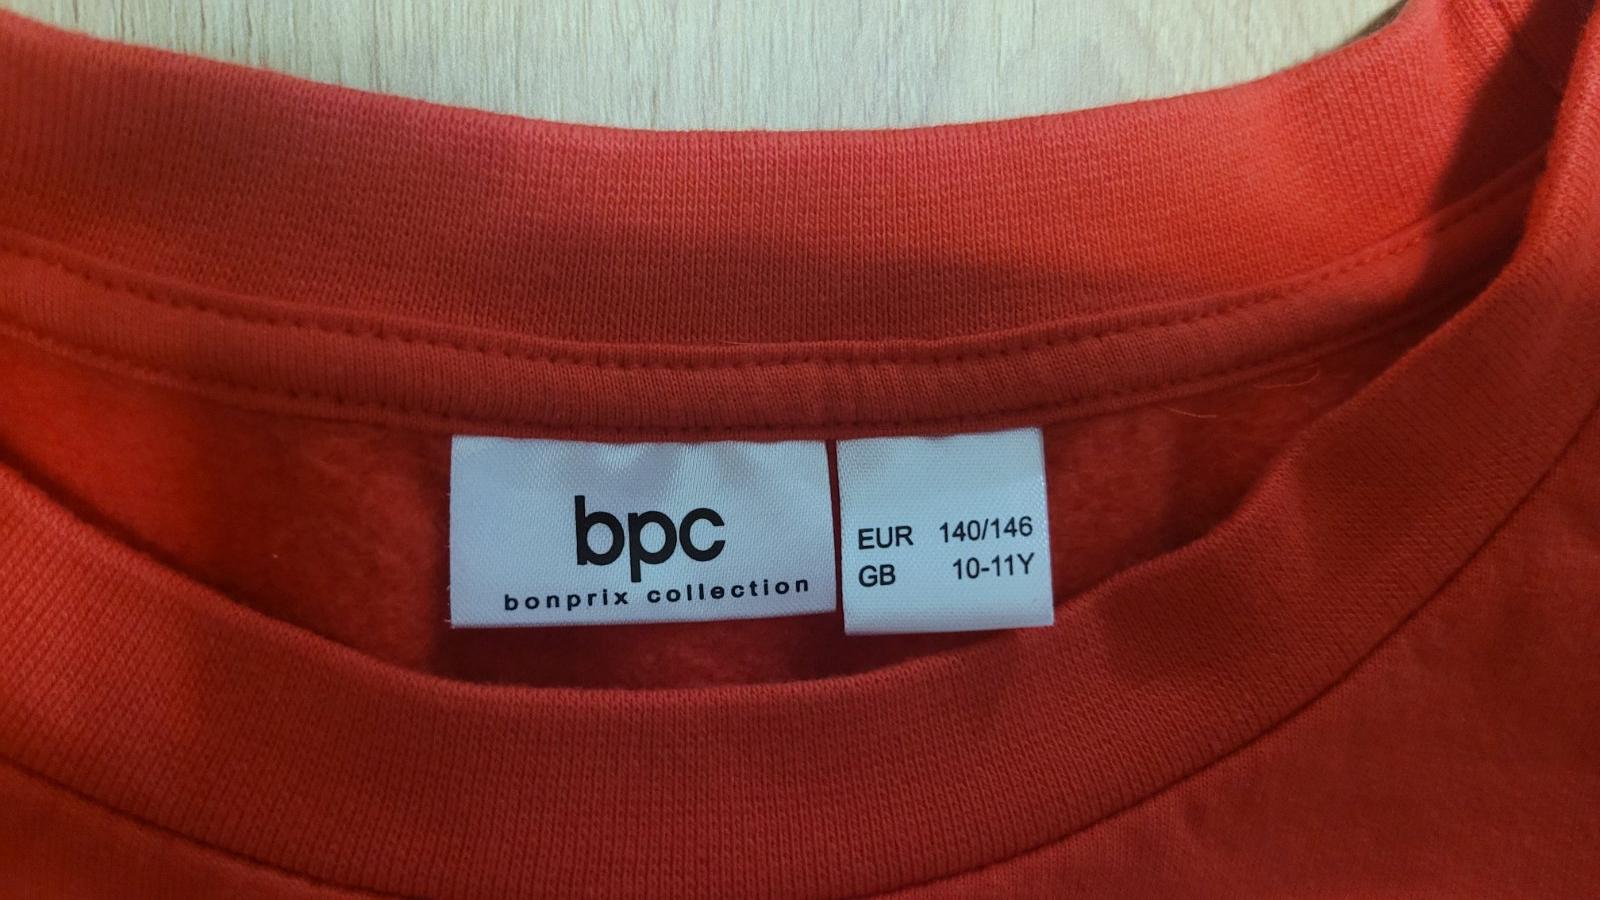 bpc
bonprix collection
EUR 140/146
GB 10-11Y